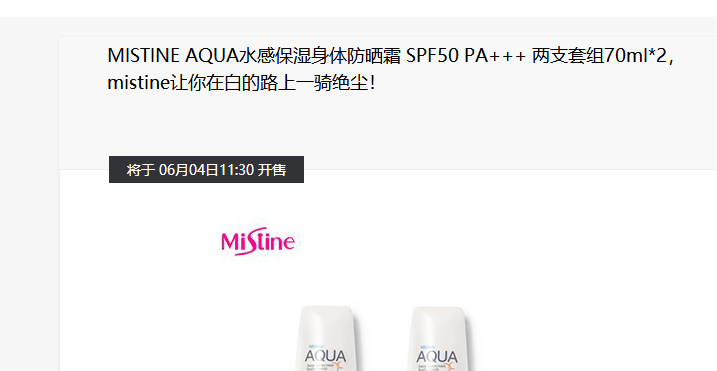 MISTINE AQUA水感保湿身体防晒霜 SPF50 PA+++ 两支套组70ml*2，
mistine让你在白的路上一骑绝尘！
将于 06月04日11:30 开售
Mistine
Mistine
AQUA
AQUA